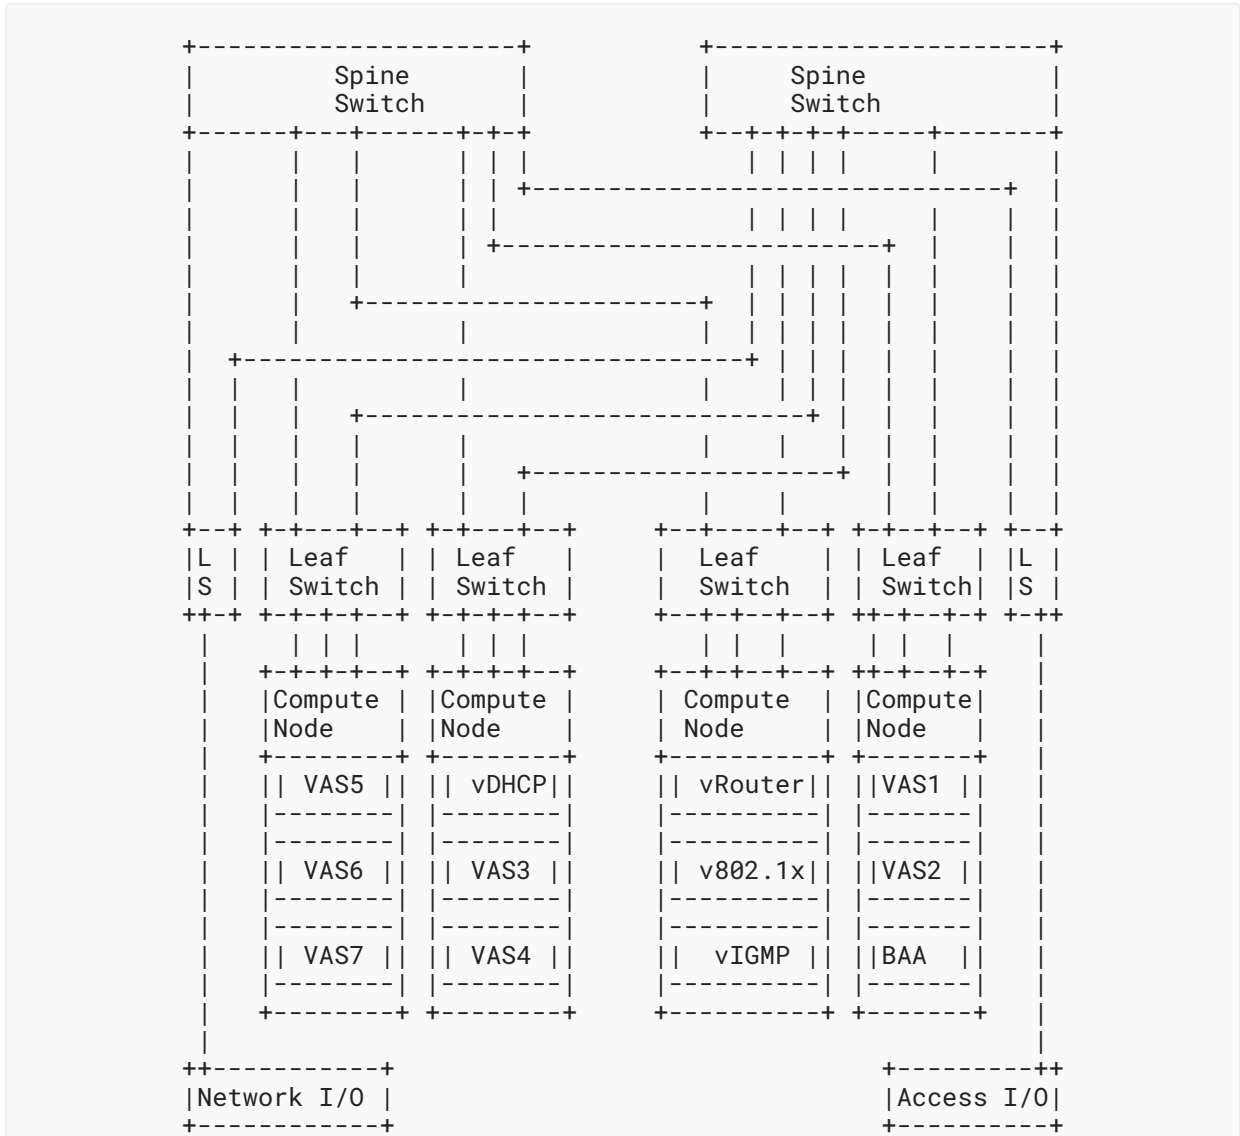 Spine Spine
Switch Switch
L Leaf Leaf Leaf Leaf L
S Switch Switch Switch Switch S
Compute Compute Compute Compute
Node Node Node Node
VAS5 vDHCP vRouter VAS1
VAS6 VAS3 v802.1x VAS2
VAS7 VAS4 vIGMP BAA
Network I/O Access I/O